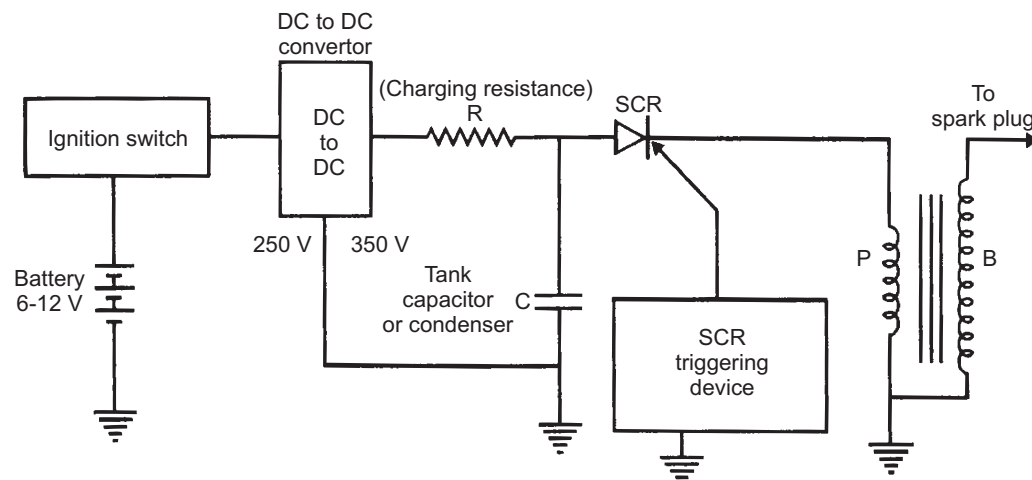 DC to DC
convertor
(Charging resistance)
R
SCR
To
spark plug
Ignition switch
DC
to
DC
250 V 350 V
P
B
Battery
6-12 V
Tank
capacitor
or condenser
C
SCR
triggering
device